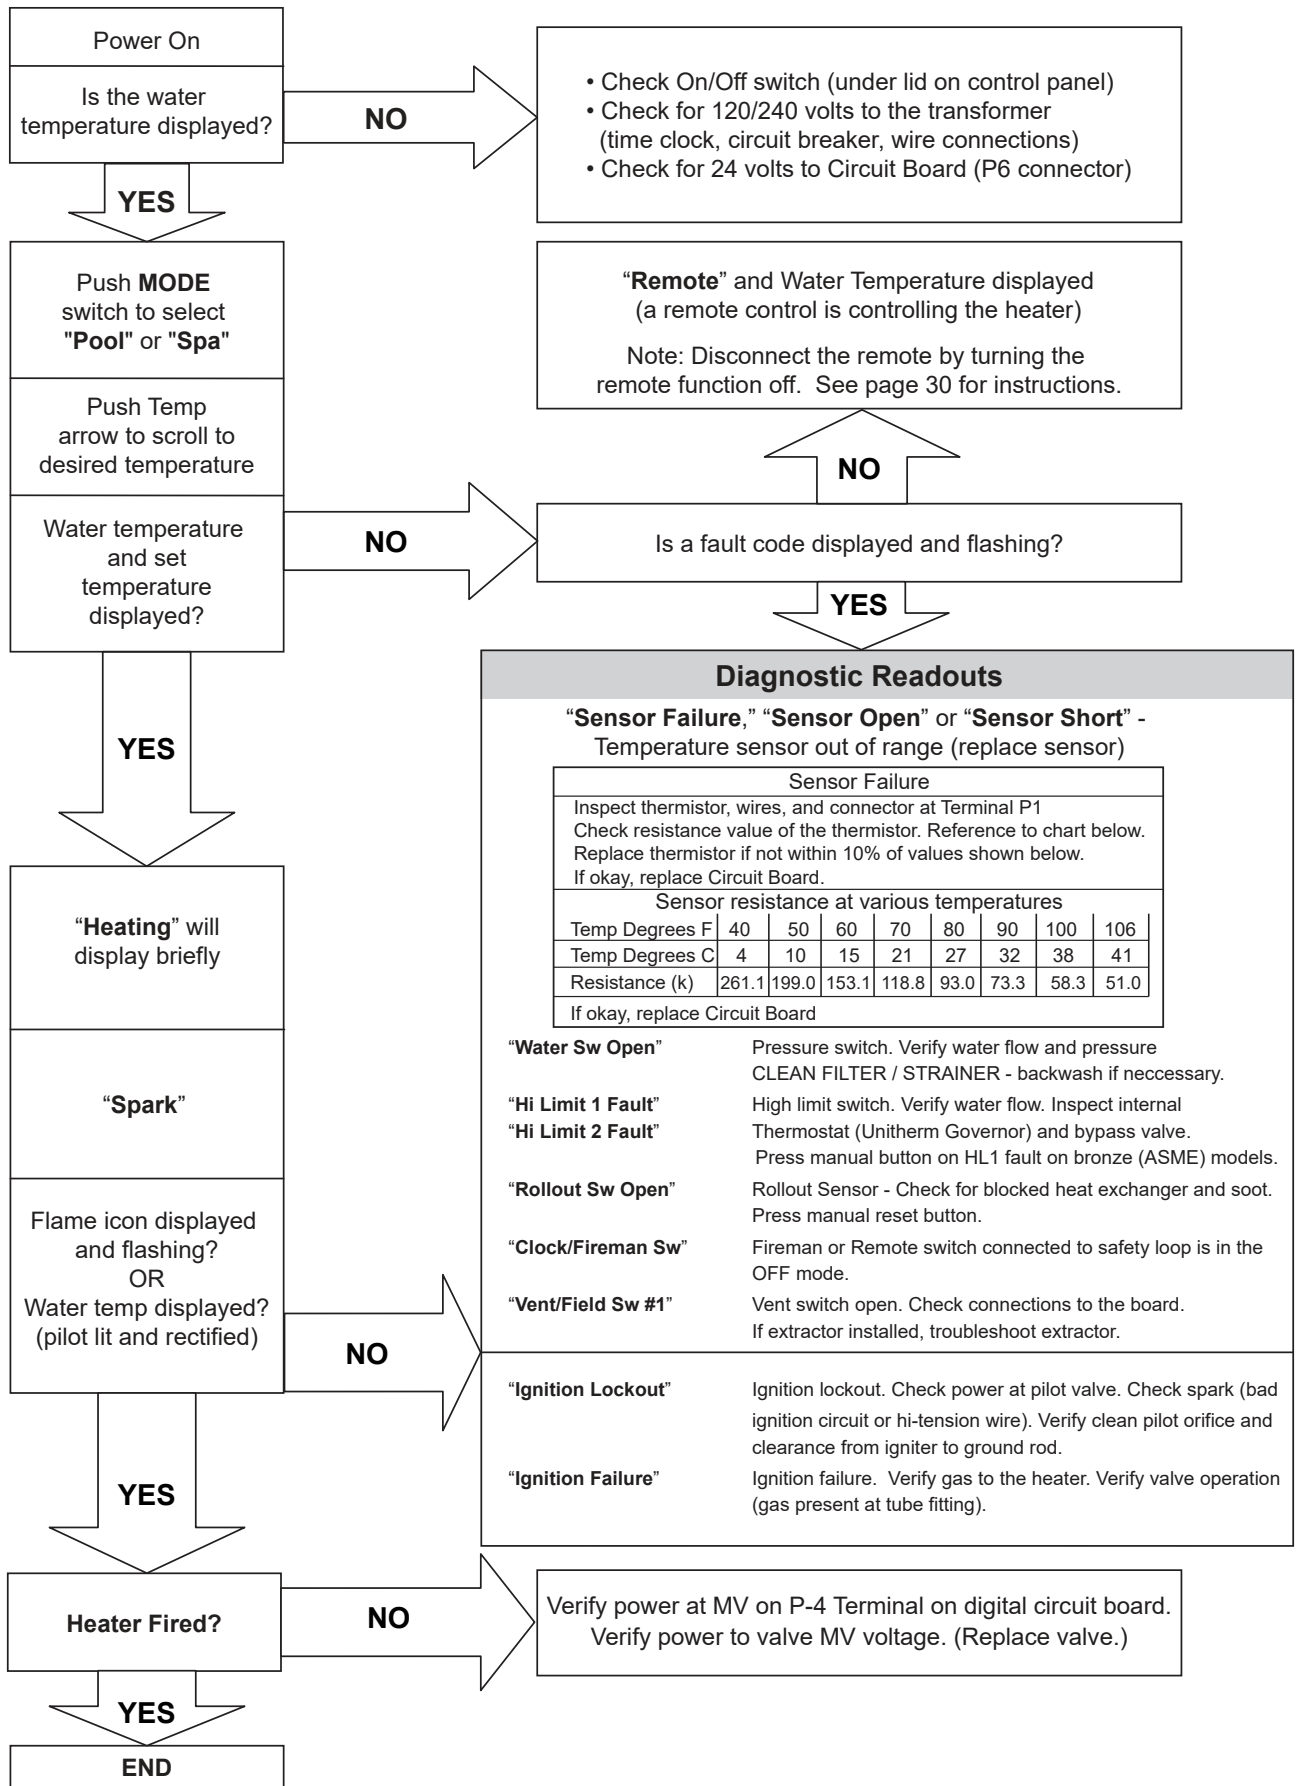 Power On
Is the water
temperature displayed?
NO
• Check On/Off switch (under lid on control panel)
• Check for 120/240 volts to the transformer
(time clock, circuit breaker, wire connections)
• Check for 24 volts to Circuit Board (P6 connector)
YES
Push MODE
switch to select
"Pool" or "Spa"
Push Temp
arrow to scroll to
desired temperature
Water temperature
and set
temperature
displayed?
NO
“Remote” and Water Temperature displayed
(a remote control is controlling the heater)
Note: Disconnect the remote by turning the
remote function off. See page 30 for instructions.
NO
Is a fault code displayed and flashing?
YES
YES
Diagnostic Readouts
“Sensor Failure,” “Sensor Open” or “Sensor Short” -
Temperature sensor out of range (replace sensor)
Sensor Failure
Inspect thermistor, wires, and connector at Terminal P1
Check resistance value of the thermistor. Reference to chart below.
Replace thermistor if not within 10% of values shown below.
If okay, replace Circuit Board.
Sensor resistance at various temperatures
Temp Degrees F 40 50 60 70 80 90 100 106
Temp Degrees C 4 10 15 21 27 32 38 41
Resistance (k) 261.1 199.0 153.1 118.8 93.0 73.3 58.3 51.0
If okay, replace Circuit Board
“Water Sw Open” Pressure switch. Verify water flow and pressure
CLEAN FILTER / STRAINER - backwash if neccessary.
“Hi Limit 1 Fault” High limit switch. Verify water flow. Inspect internal
“Hi Limit 2 Fault” Thermostat (Unitherm Governor) and bypass valve.
Press manual button on HL1 fault on bronze (ASME) models.
“Rollout Sw Open” Rollout Sensor - Check for blocked heat exchanger and soot.
Press manual reset button.
“Clock/Fireman Sw” Fireman or Remote switch connected to safety loop is in the
OFF mode.
“Vent/Field Sw #1” Vent switch open. Check connections to the board.
If extractor installed, troubleshoot extractor.
“Ignition Lockout” Ignition lockout. Check power at pilot valve. Check spark (bad
ignition circuit or hi-tension wire). Verify clean pilot orifice and
clearance from igniter to ground rod.
“Ignition Failure” Ignition failure. Verify gas to the heater. Verify valve operation
(gas present at tube fitting).
“Heating” will
display briefly
“Spark”
Flame icon displayed
and flashing?
OR
Water temp displayed?
(pilot lit and rectified)
NO
YES
Heater Fired?
NO
Verify power at MV on P-4 Terminal on digital circuit board.
Verify power to valve MV voltage. (Replace valve.)
YES
END